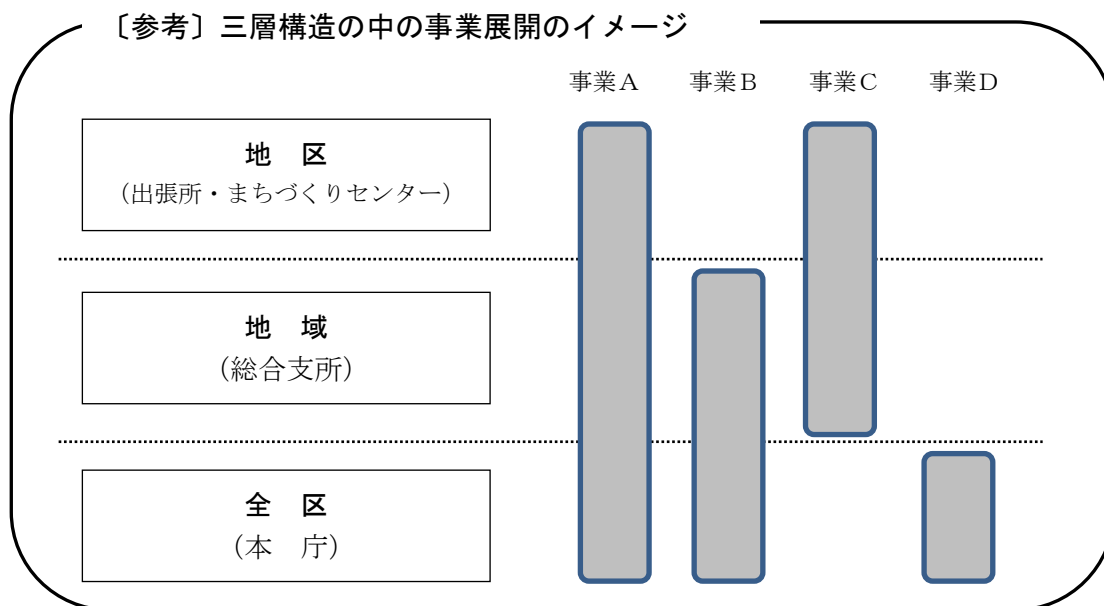 〔参考〕三層構造の中の事業展開のイメージ
事業A 事業B 事業C 事業D
地 区
（出張所・まちづくりセンター）
地 域
（総合支所）
全 区
（本 庁）